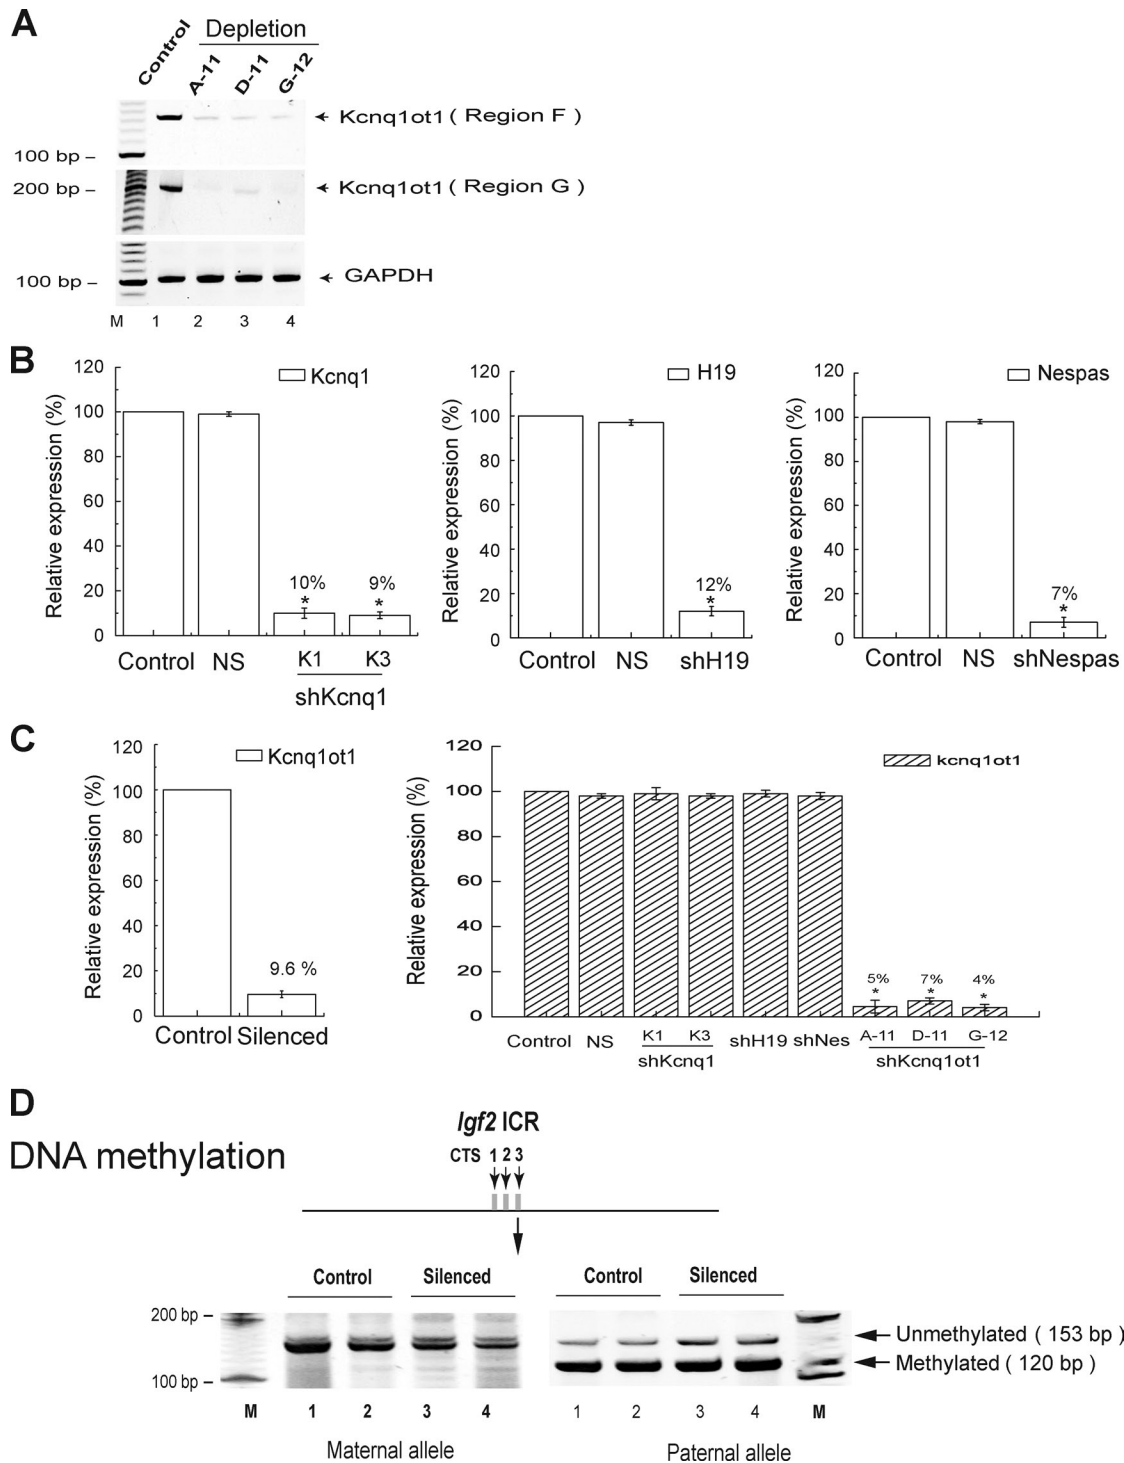 A
Control
Depletion
A-11
D-11
G-12
Kcnq1ot1 ( Region F )
100 bp –
200 bp –
Kcnq1ot1 ( Region G )
100 bp –
GAPDH
M 1 2 3 4
B
Relative expression (%)
120
100
80
60
40
20
0
Kcnq1
10%
*
9%
*
Control NS K1 K3
shKcnq1
Relative expression (%)
120
100
80
60
40
20
0
H19
12%
*
Control NS shH19
Relative expression (%)
120
100
80
60
40
20
0
Nespas
7%
*
Control NS shNespas
C
Relative expression (%)
120
100
80
60
40
20
0
Kcnq1ot1
9.6 %
Control Silenced
Relative expression (%)
120
100
80
60
40
20
0
kcnq1ot1
5% 7% 4%
* * *
Control NS K1 K3 shH19 shNes A-11 D-11 G-12
shKcnq1 shKcnq1ot1
D
DNA methylation
Igf2 ICR
CTS 1 2 3
Control Silenced Control Silenced
200 bp –
100 bp –
Unmethylated ( 153 bp )
Methylated ( 120 bp )
M 1 2 3 4 1 2 3 4 M
Maternal allele Paternal allele